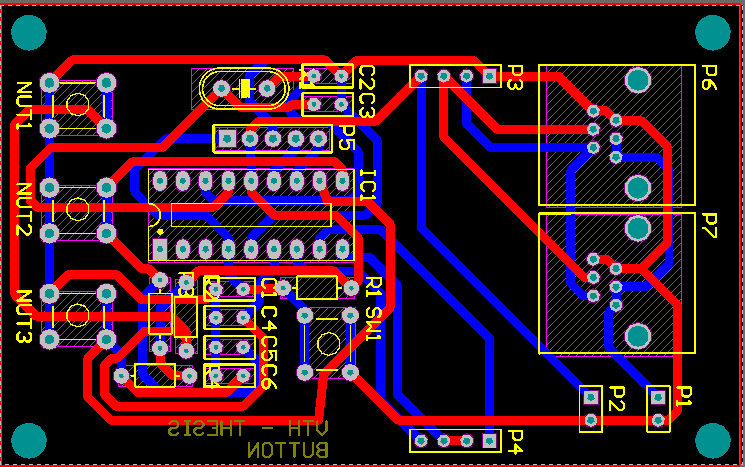 C2
C3
P3
P6
NUT1
P5
IC1
NUT2
P7
R1
SW1
C1
C4
C5
C6
NUT3
P2
P1
P4
VTH - THESIS
BUTTON